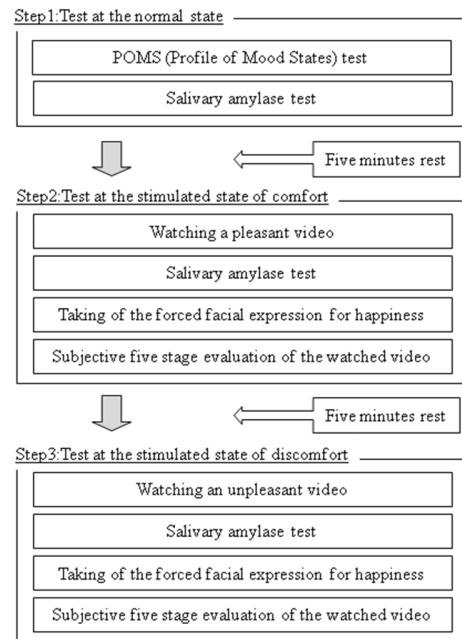 Step1:Test at the normal state
POMS (Profile of Mood States) test
Salivary amylase test
Five minutes rest
Step2:Test at the stimulated state of comfort
Watching a pleasant video
Salivary amylase test
Taking of the forced facial expression for happiness
Subjective five stage evaluation of the watched video
Five minutes rest
Step3:Test at the stimulated state of discomfort
Watching an unpleasant video
Salivary amylase test
Taking of the forced facial expression for happiness
Subjective five stage evaluation of the watched video